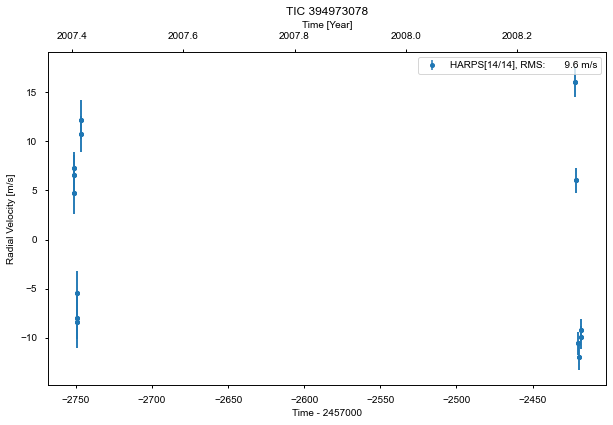 TIC 394973078
Time [Year]
2007.4 2007.6 2007.8 2008.0 2008.2
HARPS[14/14], RMS: 9.6 m/s
15
10
5
0
−5
−10
Radial Velocity [m/s]
−2750 −2700 −2650 −2600 −2550 −2500 −2450
Time - 2457000